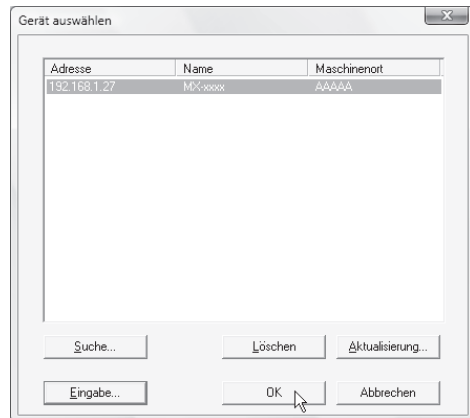 Gerät auswählen
Adresse Name Maschinenort
192.168.1.27 MX-xxxx AAAAA
Suche... Löschen Aktualisierung...
Eingabe... OK Abbrechen